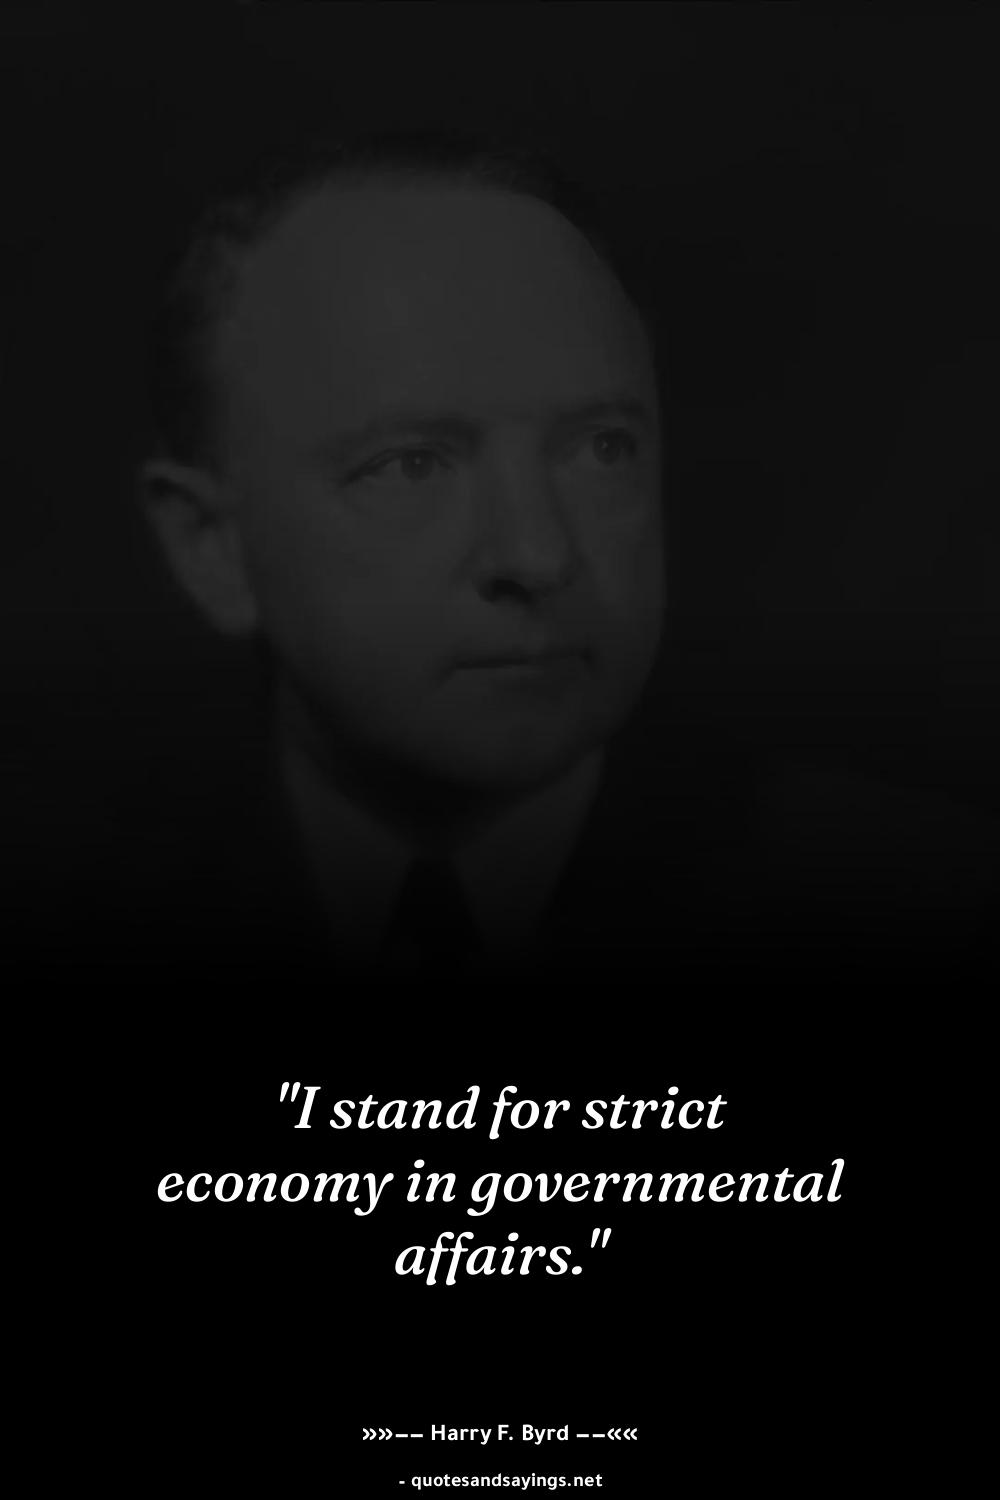 "I stand for strict
economy in governmental
affairs."
»»−− Harry F. Byrd −−««
- quotesandsayings.net